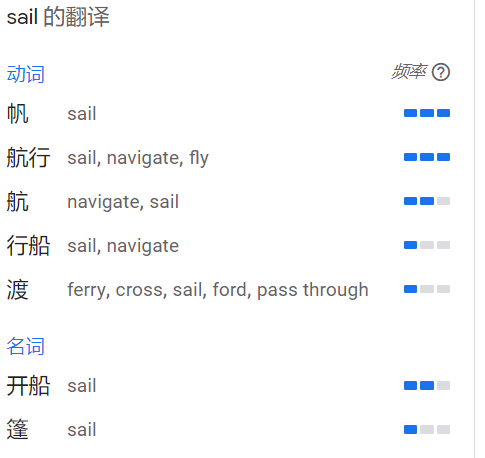 sail 的翻译
动词 频率 ?
帆 sail
航行 sail, navigate, fly
航 navigate, sail
行船 sail, navigate
渡 ferry, cross, sail, ford, pass through
名词
开船 sail
篷 sail